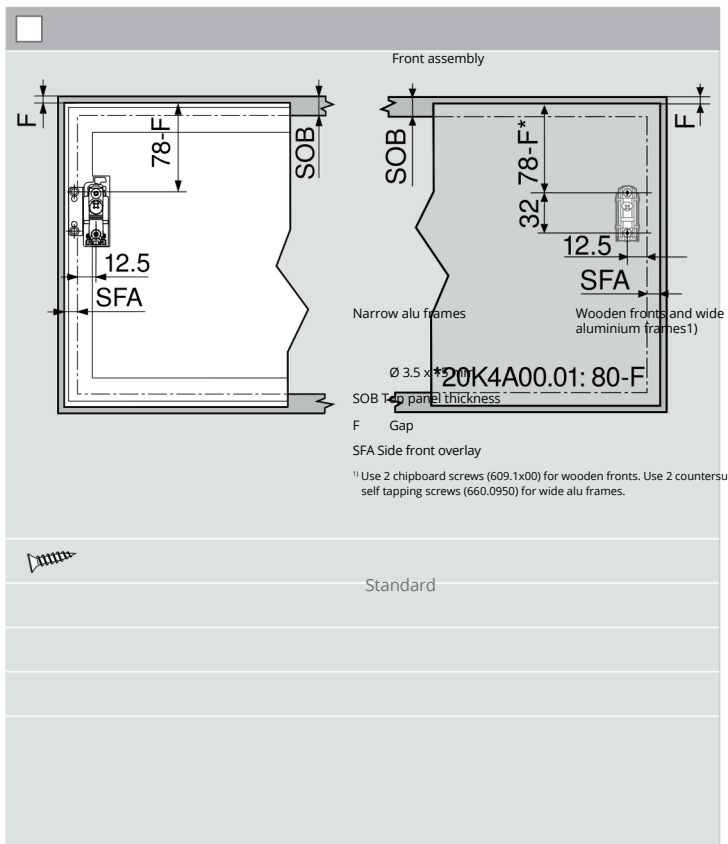 Front assembly
F
78-F
SOB
12.5
SFA
SOB
78-F*
32
F
12.5
SFA
Narrow alu frames
Wooden fronts and wide
aluminium frames1)
*20K4A00.01: 80-F
Ø 3.5 x 15 mm
SOB Top panel thickness
F Gap
SFA Side front overlay
1) Use 2 chipboard screws (609.1x00) for wooden fronts. Use 2 countersu
self tapping screws (660.0950) for wide alu frames.
Standard